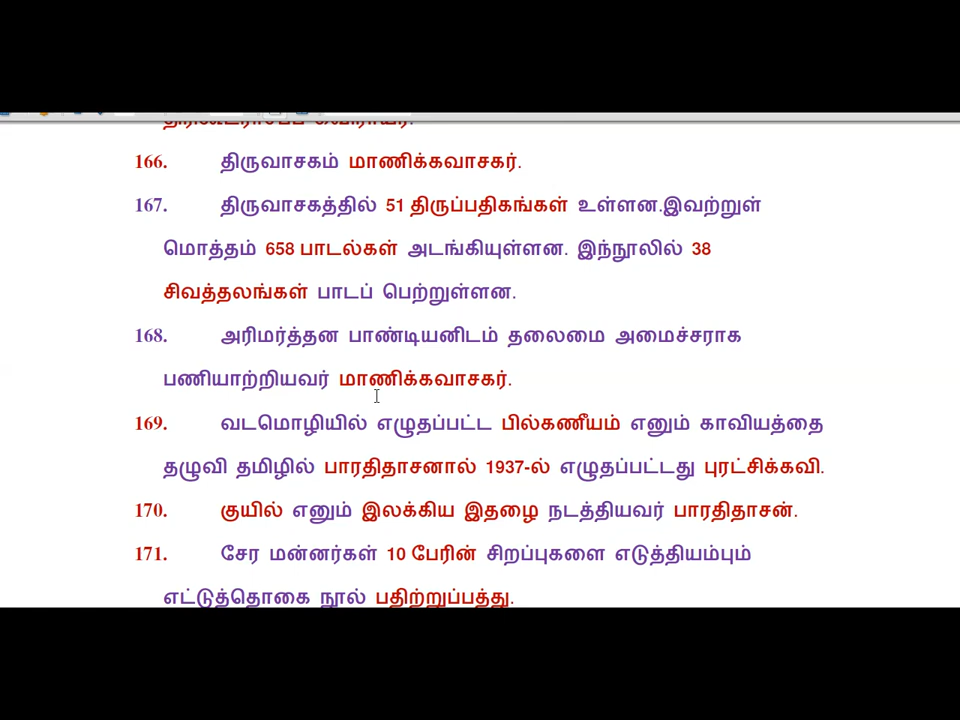 166. திருவாசகம் மாணிக்கவாசகர்.
167. திருவாசகத்தில் 51 திருப்பதிகங்கள் உள்ளன.இவற்றுள்
மொத்தம் 658 பாடல்கள் அடங்கியுள்ளன. இந்நூலில் 38
சிவத்தலங்கள் பாடப் பெற்றுள்ளன.
168. அரிமர்த்தன பாண்டியனிடம் தலைமை அமைச்சராக
பணியாற்றியவர் மாணிக்கவாசகர்.
169. வடமொழியில் எழுதப்பட்ட பில்கணீயம் எனும் காவியத்தை
தழுவி தமிழில் பாரதிதாசனால் 1937-ல் எழுதப்பட்டது புரட்சிக்கவி.
170. குயில் எனும் இலக்கிய இதழை நடத்தியவர் பாரதிதாசன்.
171. சேர மன்னர்கள் 10 பேரின் சிறப்புகளை எடுத்தியம்பும்
எட்டுத்தொகை நூல் பதிற்றுப்பத்து.